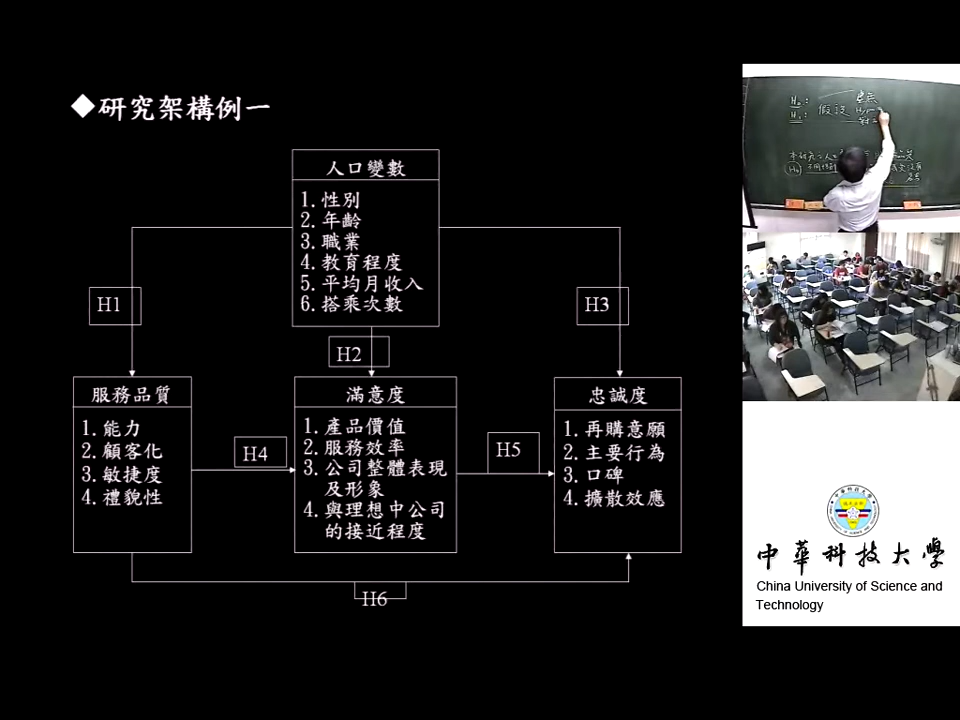 ◆研究架構例一
人口變數
1.性別
2.年齡
3.職業
4.教育程度
5.平均月收入
6.搭乘次數
H1
H2
H3
服務品質
1.能力
2.顧客化
3.敏捷度
4.禮貌性
H4
滿意度
1.產品價值
2.服務效率
3.公司整體表現
及形象
4.與理想中公司
的接近程度
H5
忠誠度
1.再購意願
2.主要行為
3.口碑
4.擴散效應
H6
H₀:
H₁:
假設
中華科技大學
China University of Science and
Technology